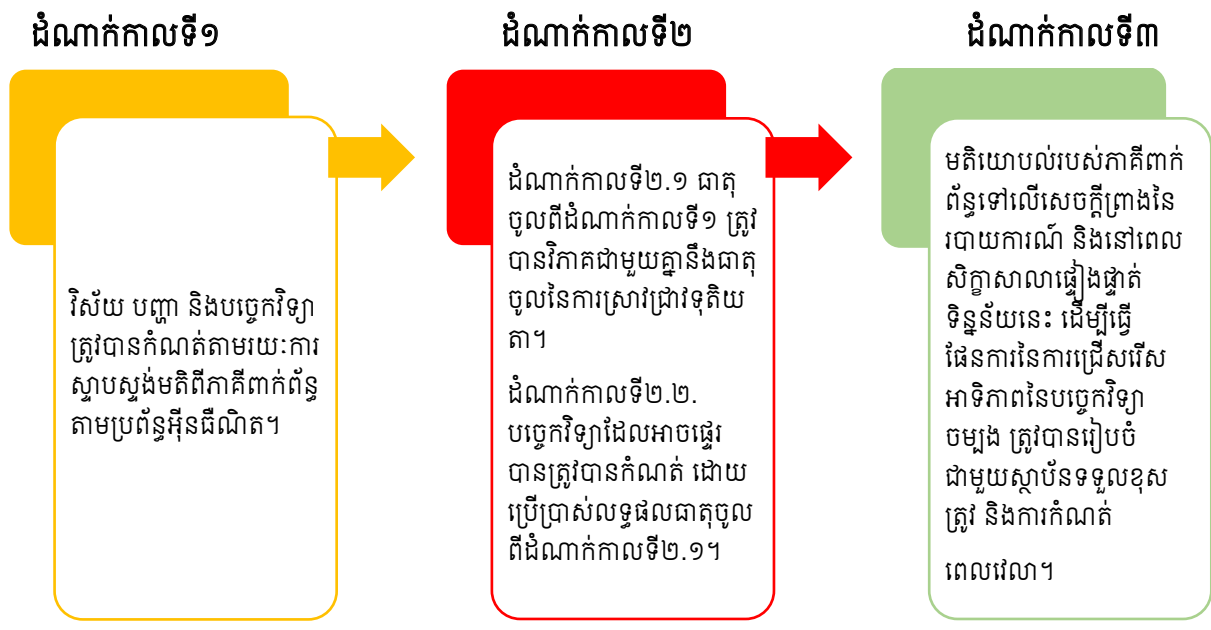 ដំណាក់កាលទី១
ដំណាក់កាលទី២
ដំណាក់កាលទី៣
វិស័យ បញ្ហា និងបច្ចេកវិទ្យា
ត្រូវបានកំណត់តាមរយៈការ
ស្ទាបស្ទង់មតិពីភាគីពាក់ព័ន្ធ
តាមប្រព័ន្ធអ៊ីនធឺណិត។
ដំណាក់កាលទី២.១ ធាតុ
ចូលពីដំណាក់កាលទី១ ត្រូវ
បានវិភាគជាមួយគ្នានឹងធាតុ
ចូលនៃការស្រាវជ្រាវទុតិយ
តា។
ដំណាក់កាលទី២.២.
បច្ចេកវិទ្យាដែលអាចផ្ទេរ
បានត្រូវបានកំណត់ ដោយ
ប្រើប្រាស់លទ្ធផលធាតុចូល
ពីដំណាក់កាលទី២.១។
មតិយោបល់របស់ភាគីពាក់
ព័ន្ធទៅលើសេចក្តីព្រាងនៃ
របាយការណ៍ និងនៅពេល
សិក្ខាសាលាផ្ទៀងផ្ទាត់
ទិន្នន័យនេះ ដើម្បីធ្វើ
ផែនការនៃការជ្រើសរើស
អាទិភាពនៃបច្ចេកវិទ្យា
ចម្បង ត្រូវបានរៀបចំ
ជាមួយស្ថាប័នទទួលខុស
ត្រូវ និងការកំណត់
ពេលវេលា។